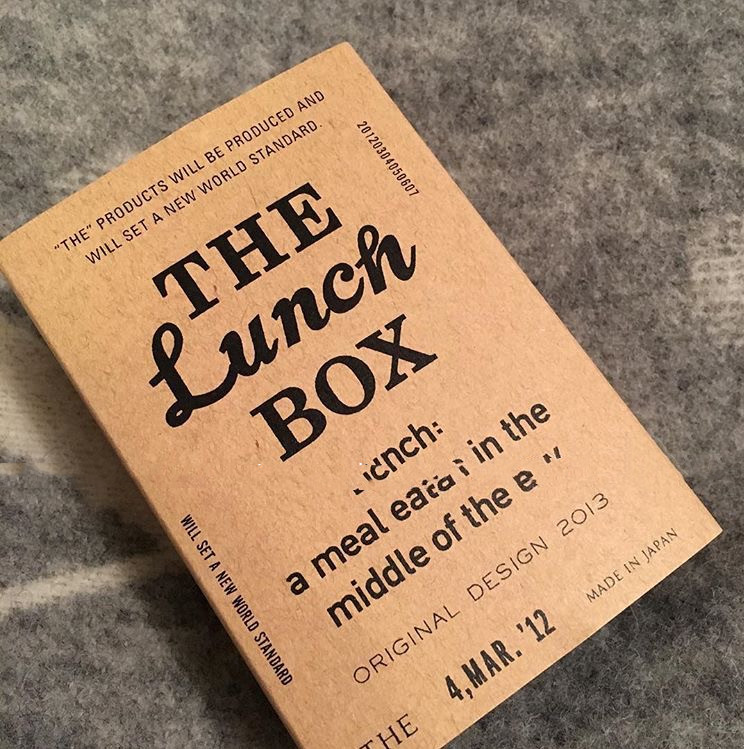 "THE" PRODUCTS WILL BE PRODUCED AND
WILL SET A NEW WORLD STANDARD.
20120304050607
THE
Lunch
BOX
a meal in the
middle of the
ORIGINAL DESIGN 2013
4,MAR.'12
MADE IN JAPAN
WILL SET A NEW WORLD STANDARD
THE